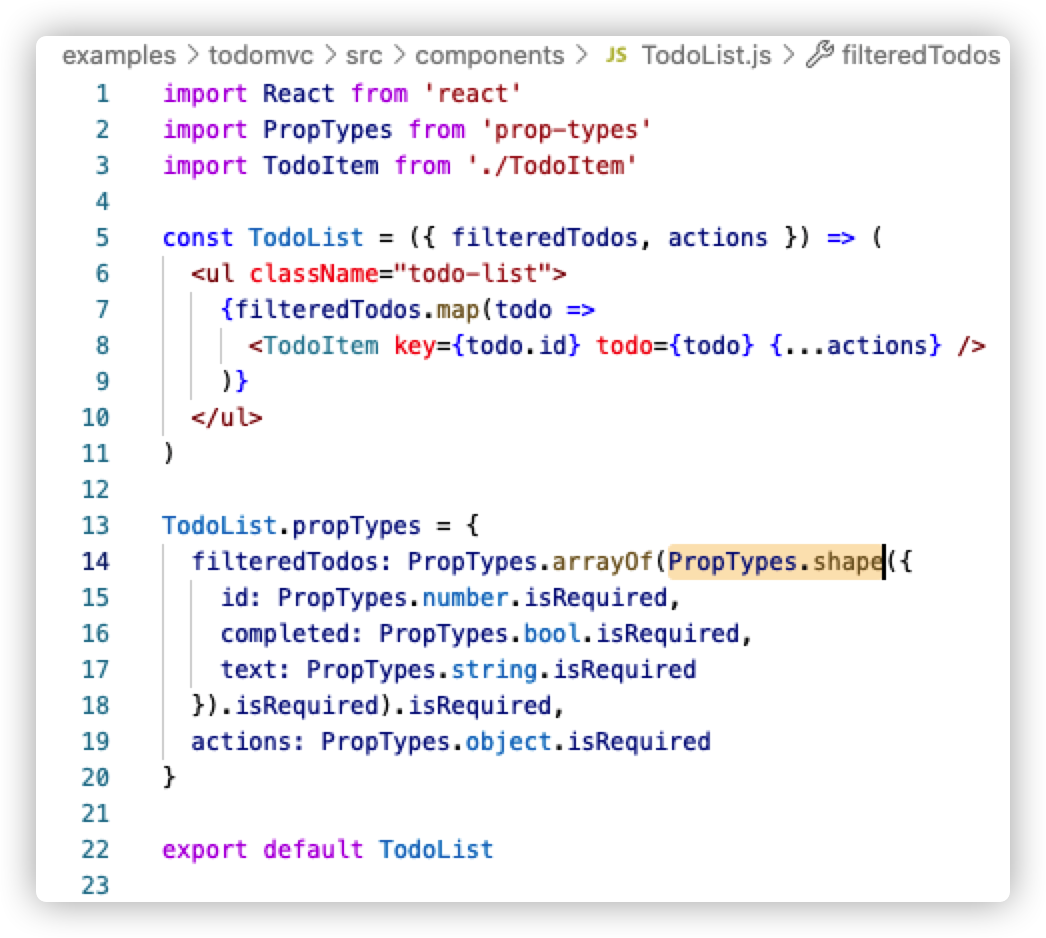 examples > todomvc > src > components > JS TodoList.js > filteredTodos
1 import React from 'react'
2 import PropTypes from 'prop-types'
3 import TodoItem from './TodoItem'
4
5 const TodoList = ({ filteredTodos, actions }) => (
6   <ul className="todo-list">
7     {filteredTodos.map(todo =>
8       <TodoItem key={todo.id} todo={todo} {...actions} />
9     )}
10   </ul>
11 )
12
13 TodoList.propTypes = {
14   filteredTodos: PropTypes.arrayOf(PropTypes.shape({
15     id: PropTypes.number.isRequired,
16     completed: PropTypes.bool.isRequired,
17     text: PropTypes.string.isRequired
18   }).isRequired).isRequired,
19   actions: PropTypes.object.isRequired
20 }
21
22 export default TodoList
23